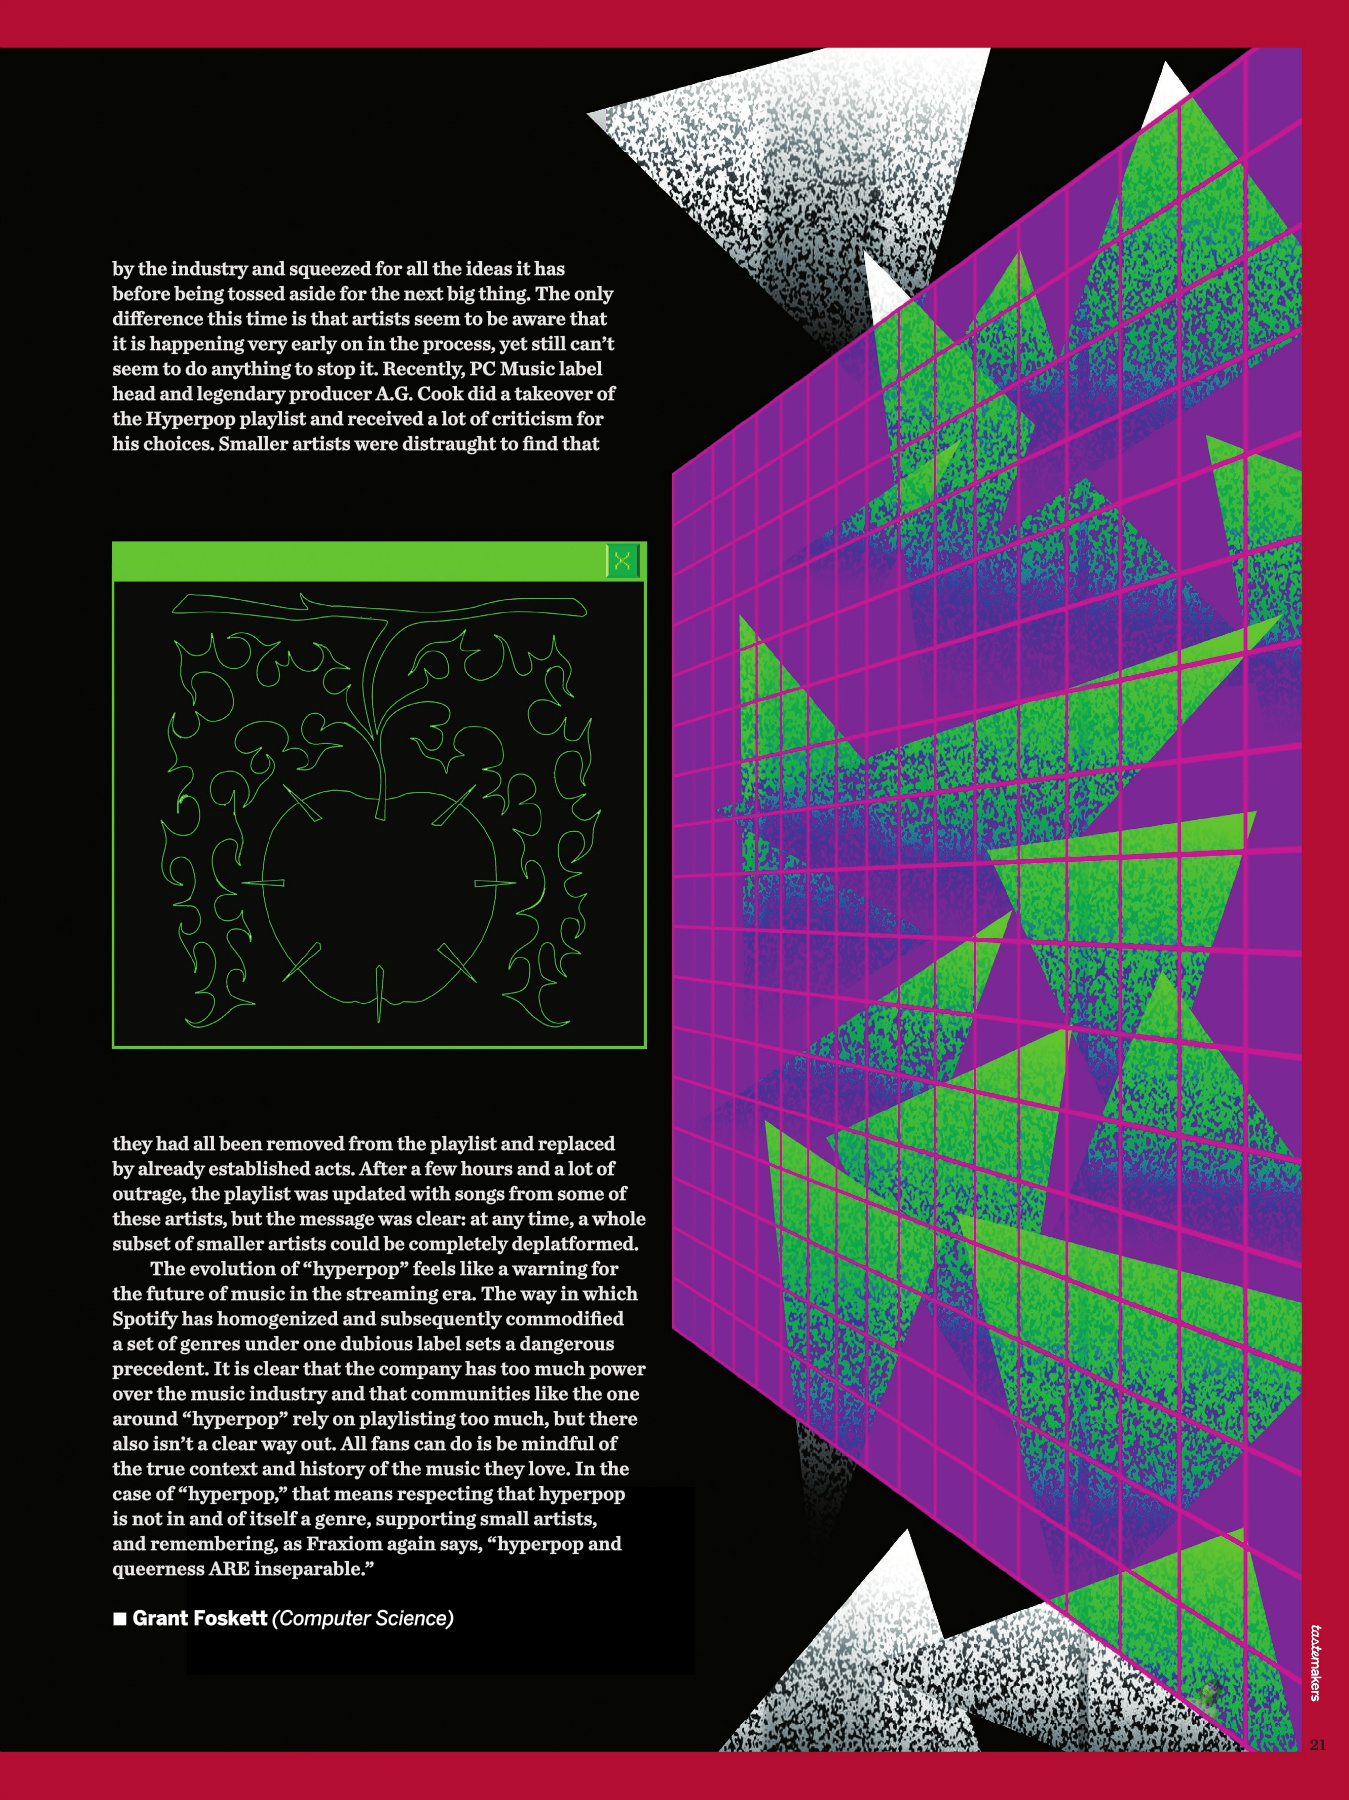 by the industry and squeezed for all the ideas it has
before being tossed aside for the next big thing. The only
difference this time is that artists seem to be aware that
it is happening very early on in the process, yet still can’t
seem to do anything to stop it. Recently, PC Music label
head and legendary producer A.G. Cook did a takeover of
the Hyperpop playlist and received a lot of criticism for
his choices. Smaller artists were distraught to find that
they had all been removed from the playlist and replaced
by already established acts. After a few hours and a lot of
outrage, the playlist was updated with songs from some of
these artists, but the message was clear: at any time, a whole
subset of smaller artists could be completely deplatformed.
The evolution of “hyperpop” feels like a warning for
the future of music in the streaming era. The way in which
Spotify has homogenized and subsequently commodified
a set of genres under one dubious label sets a dangerous
precedent. It is clear that the company has too much power
over the music industry and that communities like the one
around “hyperpop” rely on playlisting too much, but there
also isn’t a clear way out. All fans can do is be mindful of
the true context and history of the music they love. In the
case of “hyperpop,” that means respecting that hyperpop
is not in and of itself a genre, supporting small artists,
and remembering, as Fraxiom again says, “hyperpop and
queerness ARE inseparable.”
■ Grant Foskett (Computer Science)
tastemakers
21